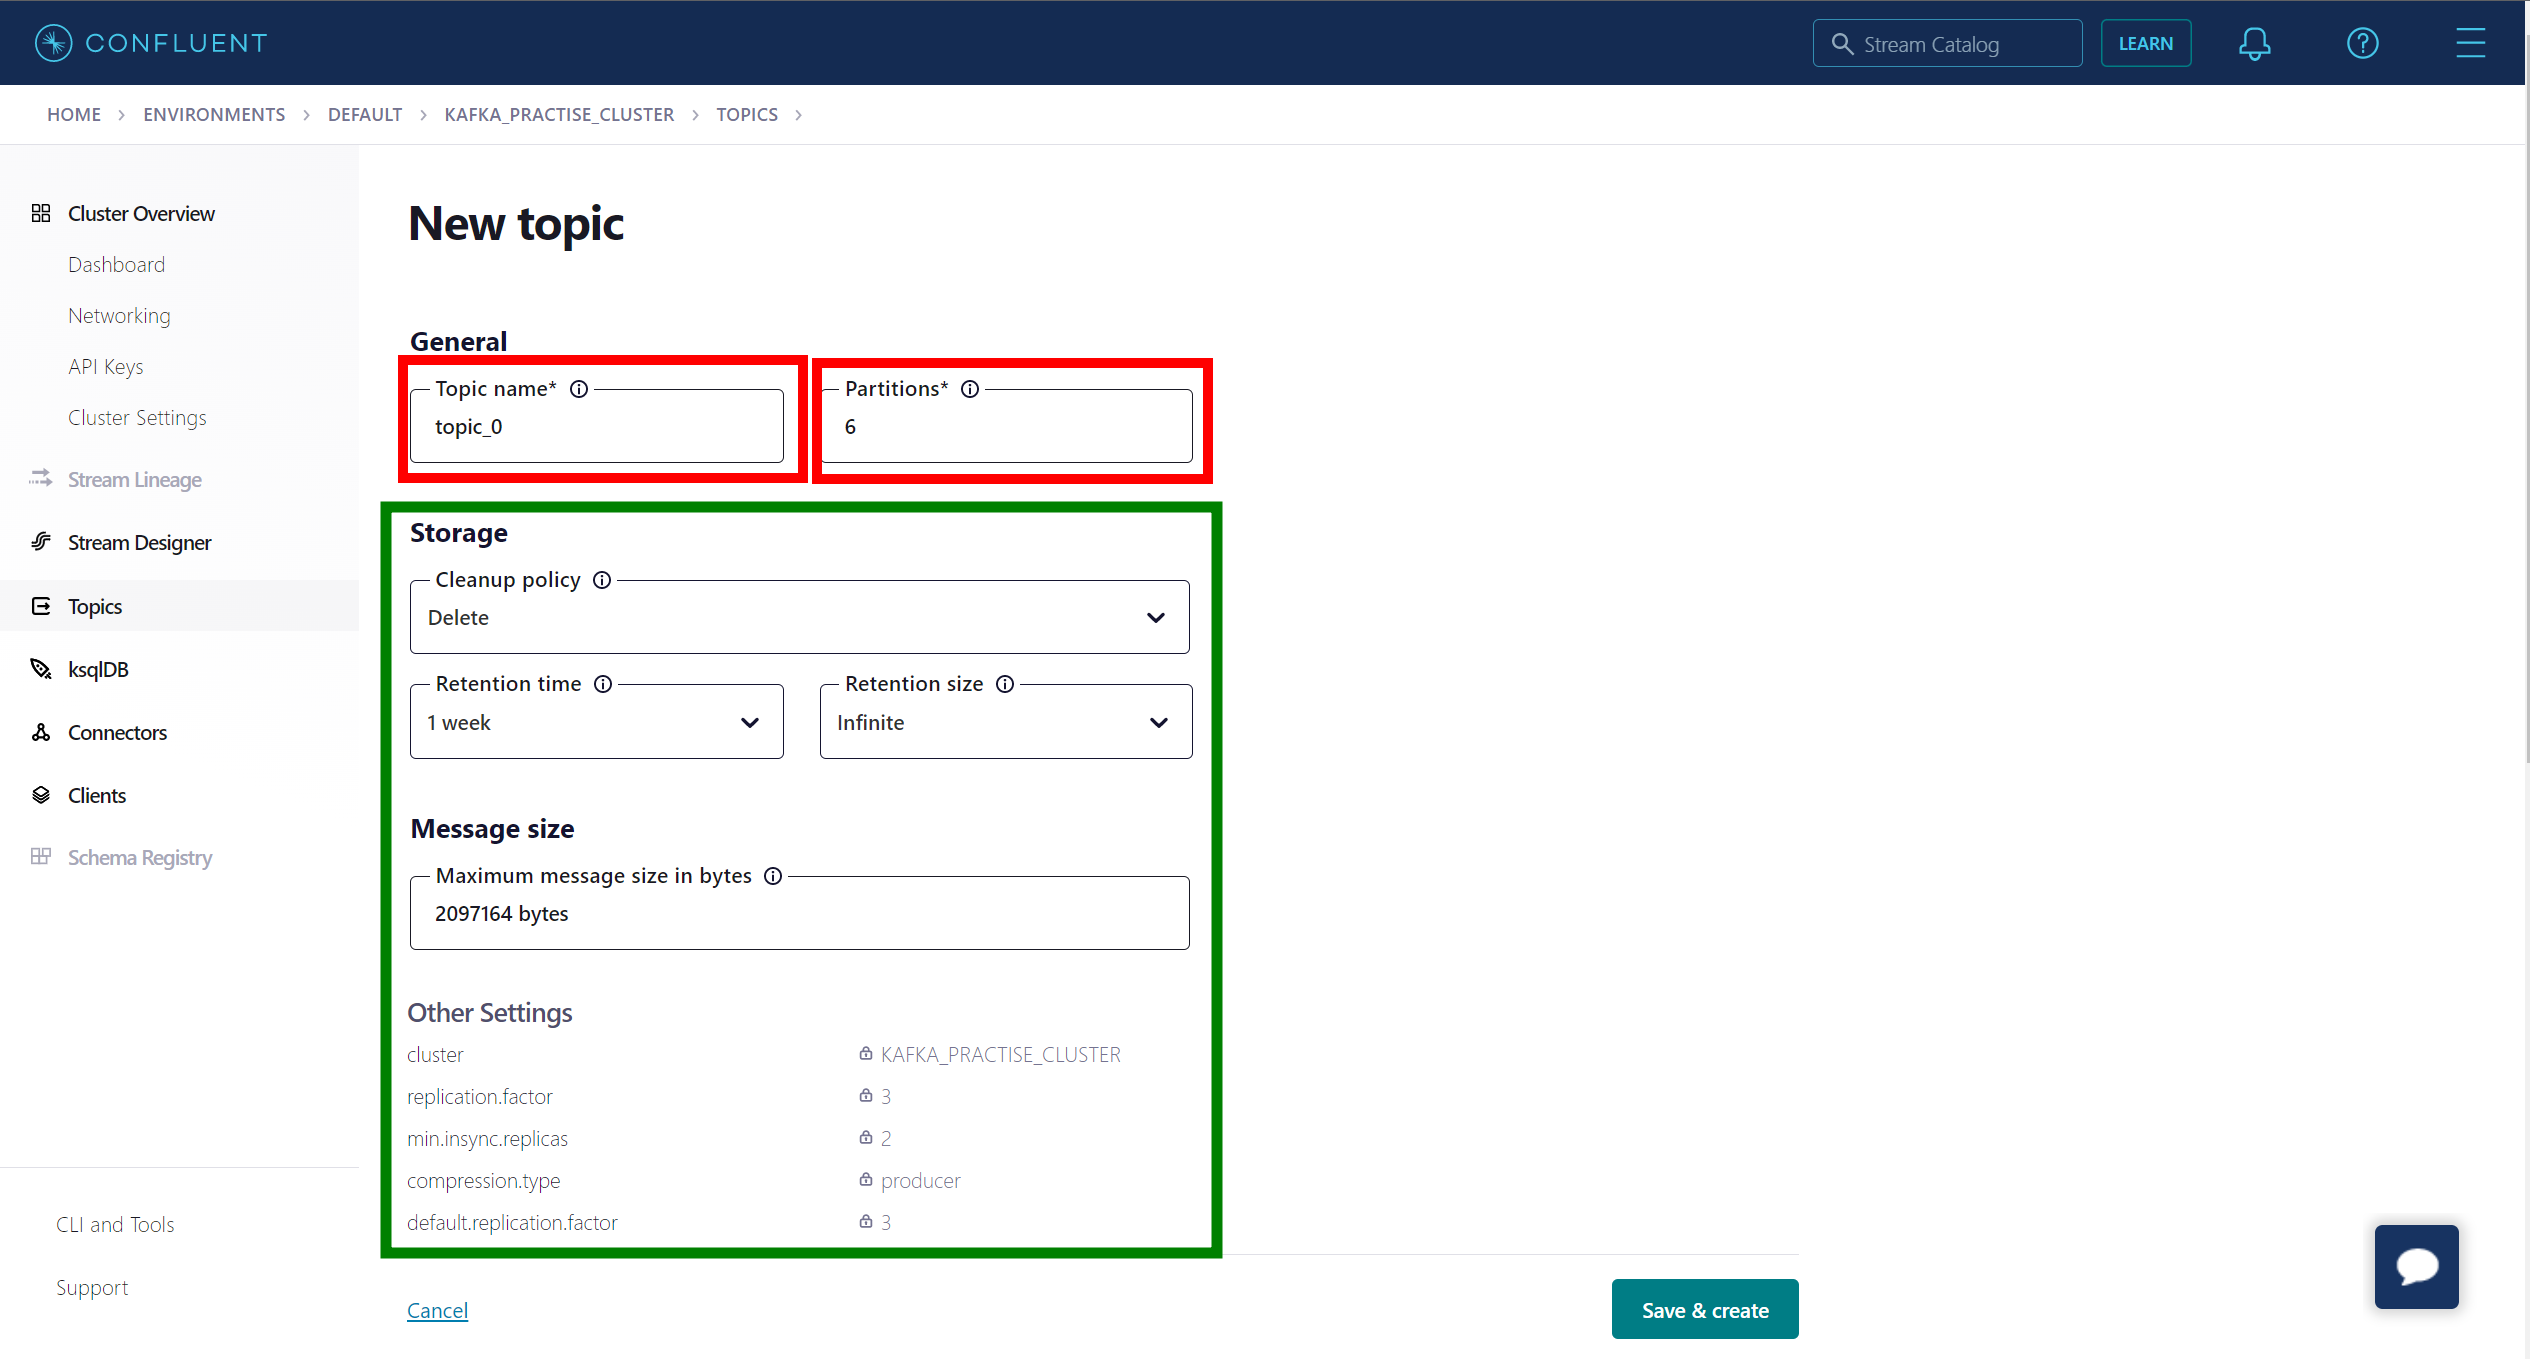 CONFLUENT
Stream Catalog
LEARN
HOME > ENVIRONMENTS > DEFAULT > KAFKA_PRACTISE_CLUSTER > TOPICS >
Cluster Overview
Dashboard
Networking
API Keys
Cluster Settings
Stream Lineage
Stream Designer
Topics
ksqlDB
Connectors
Clients
Schema Registry
CLI and Tools
Support
New topic
General
Topic name*
topic_0
Partitions*
6
Storage
Cleanup policy
Delete
Retention time
1 week
Retention size
Infinite
Message size
Maximum message size in bytes
2097164 bytes
Other Settings
cluster KAFKA_PRACTISE_CLUSTER
replication.factor 3
min.insync.replicas 2
compression.type producer
default.replication.factor 3
Cancel
Save & create